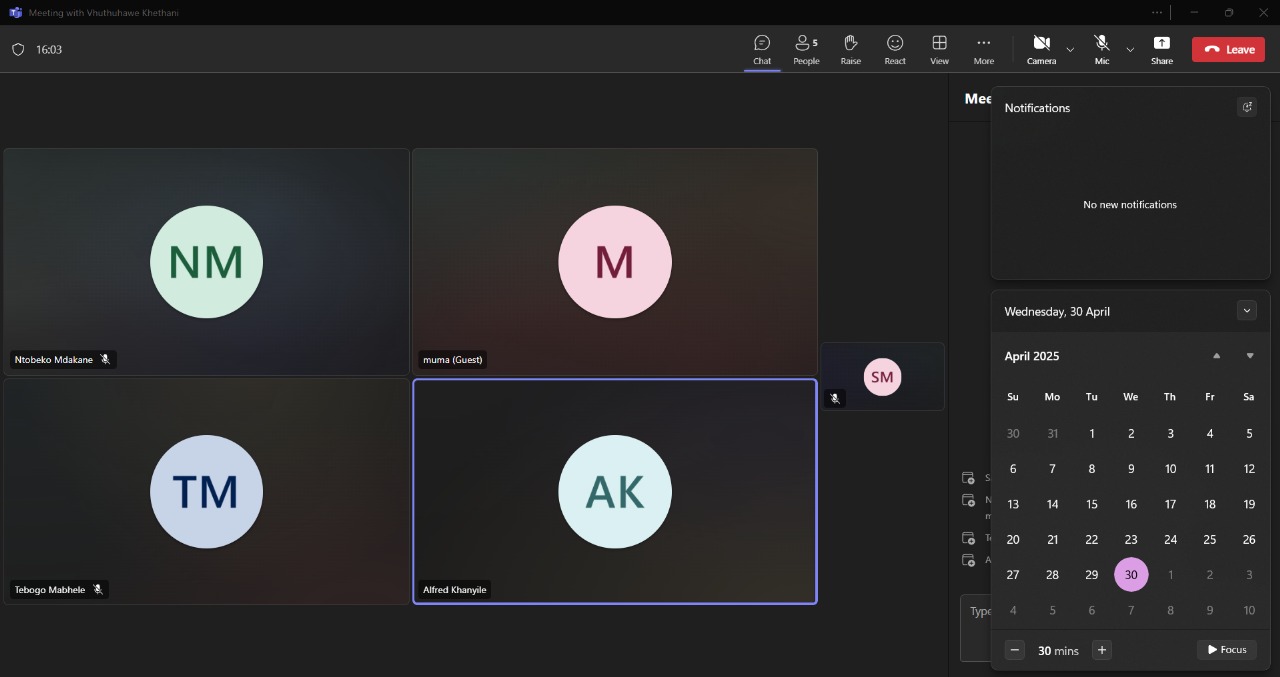 Meeting with Vhuthuhawe Khethani
16:03
Chat
People 5
Raise
React
View
More
Camera
Mic
Share
Leave
NM
Ntobeko Mdakane
M
muma (Guest)
TM
Tebogo Mabhele
AK
Alfred Khanyile
SM
Mee
S
N
m
Te
A
Type
Notifications
No new notifications
Wednesday, 30 April
April 2025
Su Mo Tu We Th Fr Sa
30 31 1 2 3 4 5
6 7 8 9 10 11 12
13 14 15 16 17 18 19
20 21 22 23 24 25 26
27 28 29 30 1 2 3
4 5 6 7 8 9 10
30 mins
Focus